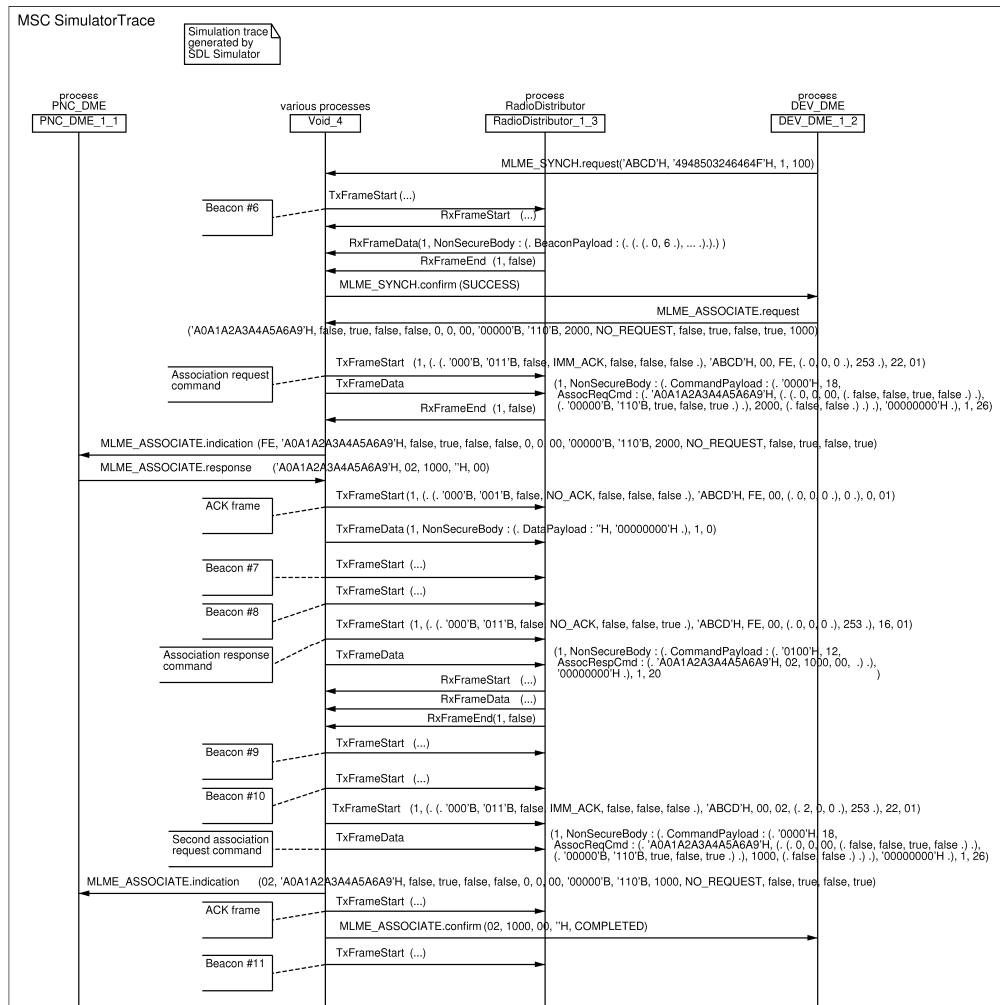 MSC SimulatorTrace
Simulation trace
generated by
SDL Simulator
process
PNC_DME
PNC_DME_1_1
various processes
Void_4
process
RadioDistributor
RadioDistributor_1_3
process
DEV_DME
DEV_DME_1_2
MLME_SYNCH.request('ABCD'H, '4948503246464F'H, 1, 100)
TxFrameStart (...)
Beacon #6
RxFrameStart (...)
RxFrameData(1, NonSecureBody : (. BeaconPayload : (. (. (. 0, 6 .), ... .).).) )
RxFrameEnd (1, false)
MLME_SYNCH.confirm (SUCCESS)
MLME_ASSOCIATE.request
('A0A1A2A3A4A5A6A9'H, false, true, false, false, 0, 0, 00, '00000'B, '110'B, 2000, NO_REQUEST, false, true, false, true, 1000)
TxFrameStart (1, (. (. '000'B, '011'B, false, IMM_ACK, false, false, false .), 'ABCD'H, 00, FE, (. 0, 0, 0 .), 253 .), 22, 01)
Association request
command
TxFrameData
(1, NonSecureBody : (. CommandPayload : (. '0000'H, 18,
AssocReqCmd : (. 'A0A1A2A3A4A5A6A9'H, (. (. 0, 0, 00, (. false, false, true, false .) .),
(. '00000'B, '110'B, true, false, true .) .), 2000, (. false, false .) .) .), '00000000'H .), 1, 26)
RxFrameEnd (1, false)
MLME_ASSOCIATE.indication (FE, 'A0A1A2A3A4A5A6A9'H, false, true, false, false, 0, 0, 00, '00000'B, '110'B, 2000, NO_REQUEST, false, true, false, true)
MLME_ASSOCIATE.response ('A0A1A2A3A4A5A6A9'H, 02, 1000, ''H, 00)
TxFrameStart (1, (. (. '000'B, '001'B, false, NO_ACK, false, false, false .), 'ABCD'H, FE, 00, (. 0, 0, 0 .), 0 .), 0, 01)
ACK frame
TxFrameData (1, NonSecureBody : (. DataPayload : ''H, '00000000'H .), 1, 0)
TxFrameStart (...)
Beacon #7
TxFrameStart (...)
Beacon #8
TxFrameStart (1, (. (. '000'B, '011'B, false, NO_ACK, false, false, true .), 'ABCD'H, FE, 00, (. 0, 0, 0 .), 253 .), 16, 01)
Association response
command
TxFrameData
(1, NonSecureBody : (. CommandPayload : (. '0100'H, 12,
AssocRespCmd : (. 'A0A1A2A3A4A5A6A9'H, 02, 1000, 00, .) .),
'00000000'H .), 1, 20 )
RxFrameStart (...)
RxFrameData (...)
RxFrameEnd(1, false)
TxFrameStart (...)
Beacon #9
TxFrameStart (...)
Beacon #10
TxFrameStart (1, (. (. '000'B, '011'B, false, IMM_ACK, false, false, false .), 'ABCD'H, 00, 02, (. 2, 0, 0 .), 253 .), 22, 01)
Second association
request command
TxFrameData
(1, NonSecureBody : (. CommandPayload : (. '0000'H, 18,
AssocReqCmd : (. 'A0A1A2A3A4A5A6A9'H, (. (. 0, 0, 00, (. false, false, true, false .) .),
(. '00000'B, '110'B, true, false, true .) .), 1000, (. false, false .) .) .), '00000000'H .), 1, 26)
MLME_ASSOCIATE.indication (02, 'A0A1A2A3A4A5A6A9'H, false, true, false, false, 0, 0, 00, '00000'B, '110'B, 1000, NO_REQUEST, false, true, false, true)
TxFrameStart (...)
ACK frame
MLME_ASSOCIATE.confirm (02, 1000, 00, ''H, COMPLETED)
TxFrameStart (...)
Beacon #11